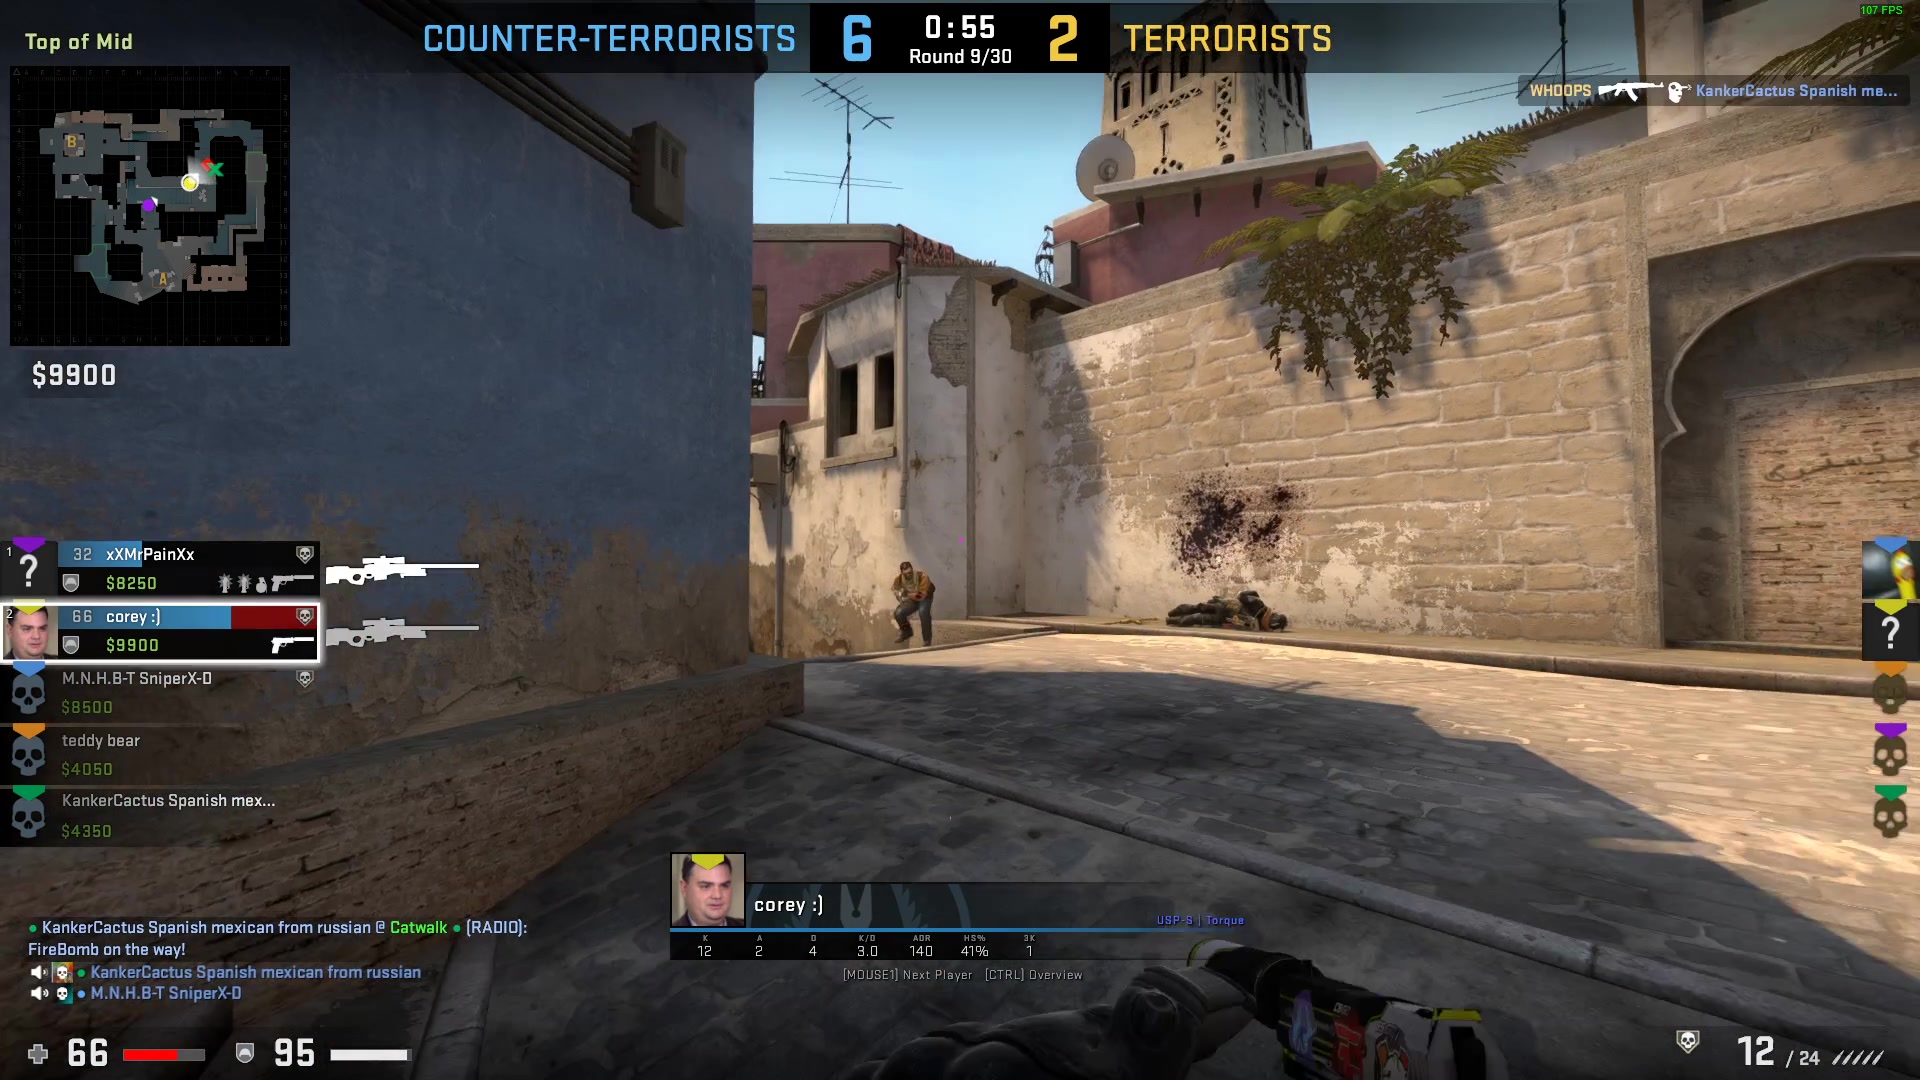 107 FPS
Top of Mid
COUNTER-TERRORISTS
6
0:55
Round 9/30
2
TERRORISTS
WHOOPS KankerCactus Spanish me...
B
A
$9900
1 ? 32 xXMrPainXx
$8250
2 66 corey :)
$9900
?
M.N.H.B-T SniperX-D
$8500
teddy bear
$4050
KankerCactus Spanish mex...
$4350
corey :)
USP-S | Torque
K A D K/D ADR HS% 3K
12 2 4 3.0 140 41% 1
[MOUSE1] Next Player [CTRL] Overview
• KankerCactus Spanish mexican from russian @ Catwalk • (RADIO):
FireBomb on the way!
• KankerCactus Spanish mexican from russian
• M.N.H.B-T SniperX-D
66 95
12 / 24